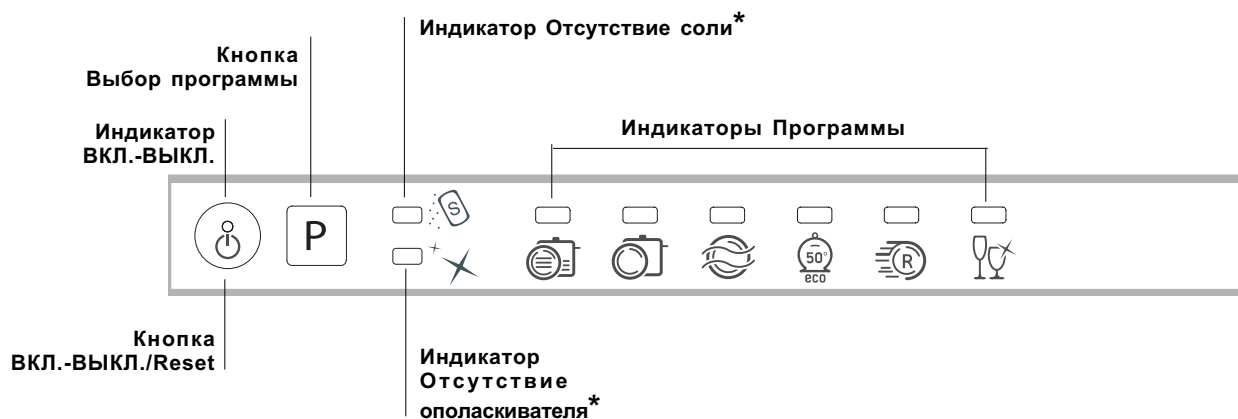 Индикатор Отсутствие соли*
Кнопка
Выбор программы
Индикатор
ВКЛ.-ВЫКЛ.
Индикаторы Программы
P
S
50°
eco
R
Кнопка
ВКЛ.-ВЫКЛ./Reset
Индикатор
Отсутствие
ополаскивателя*